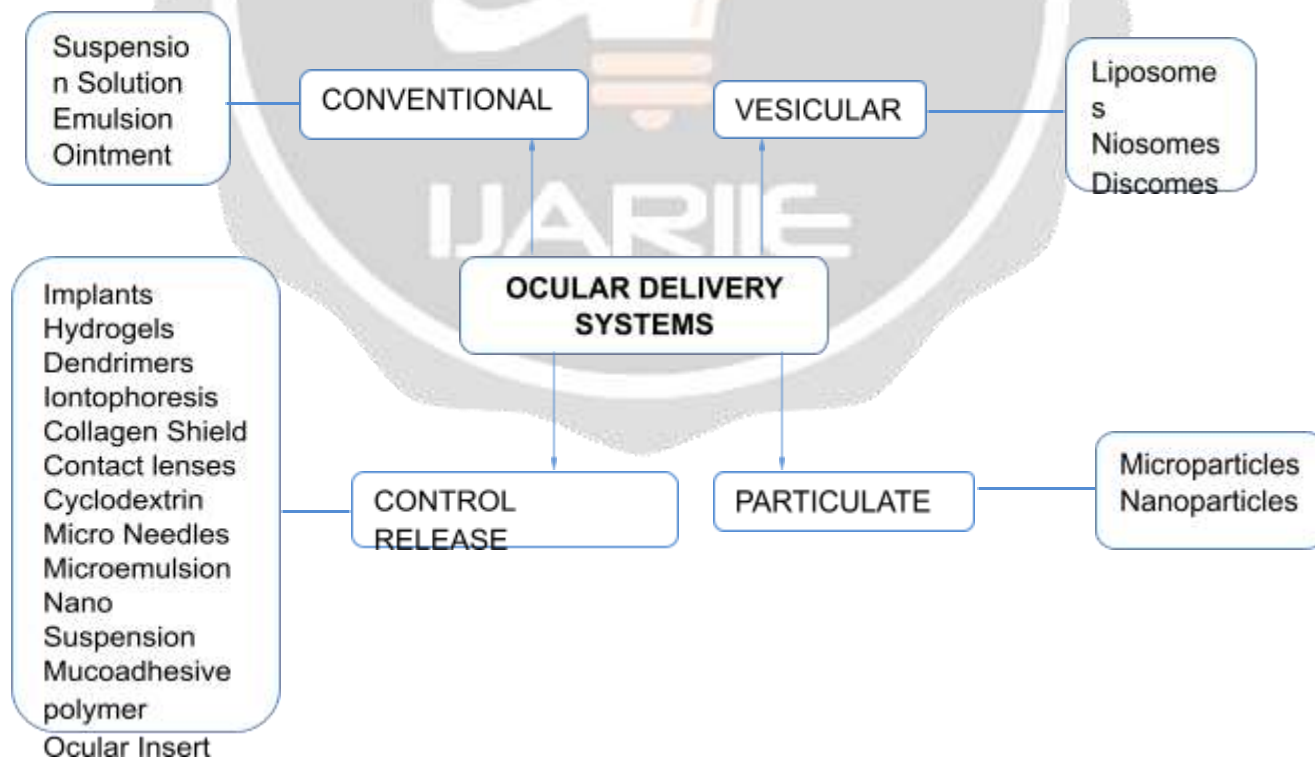 Suspensio
n Solution
Emulsion
Ointment
CONVENTIONAL
VESICULAR
Liposome
s
Niosomes
Discomes
IJARIIE
OCULAR DELIVERY
SYSTEMS
Implants
Hydrogels
Dendrimers
Iontophoresis
Collagen Shield
Contact lenses
Cyclodextrin
Micro Needles
Microemulsion
Nano
Suspension
Mucoadhesive
polymer
Ocular Insert
CONTROL
RELEASE
PARTICULATE
Microparticles
Nanoparticles